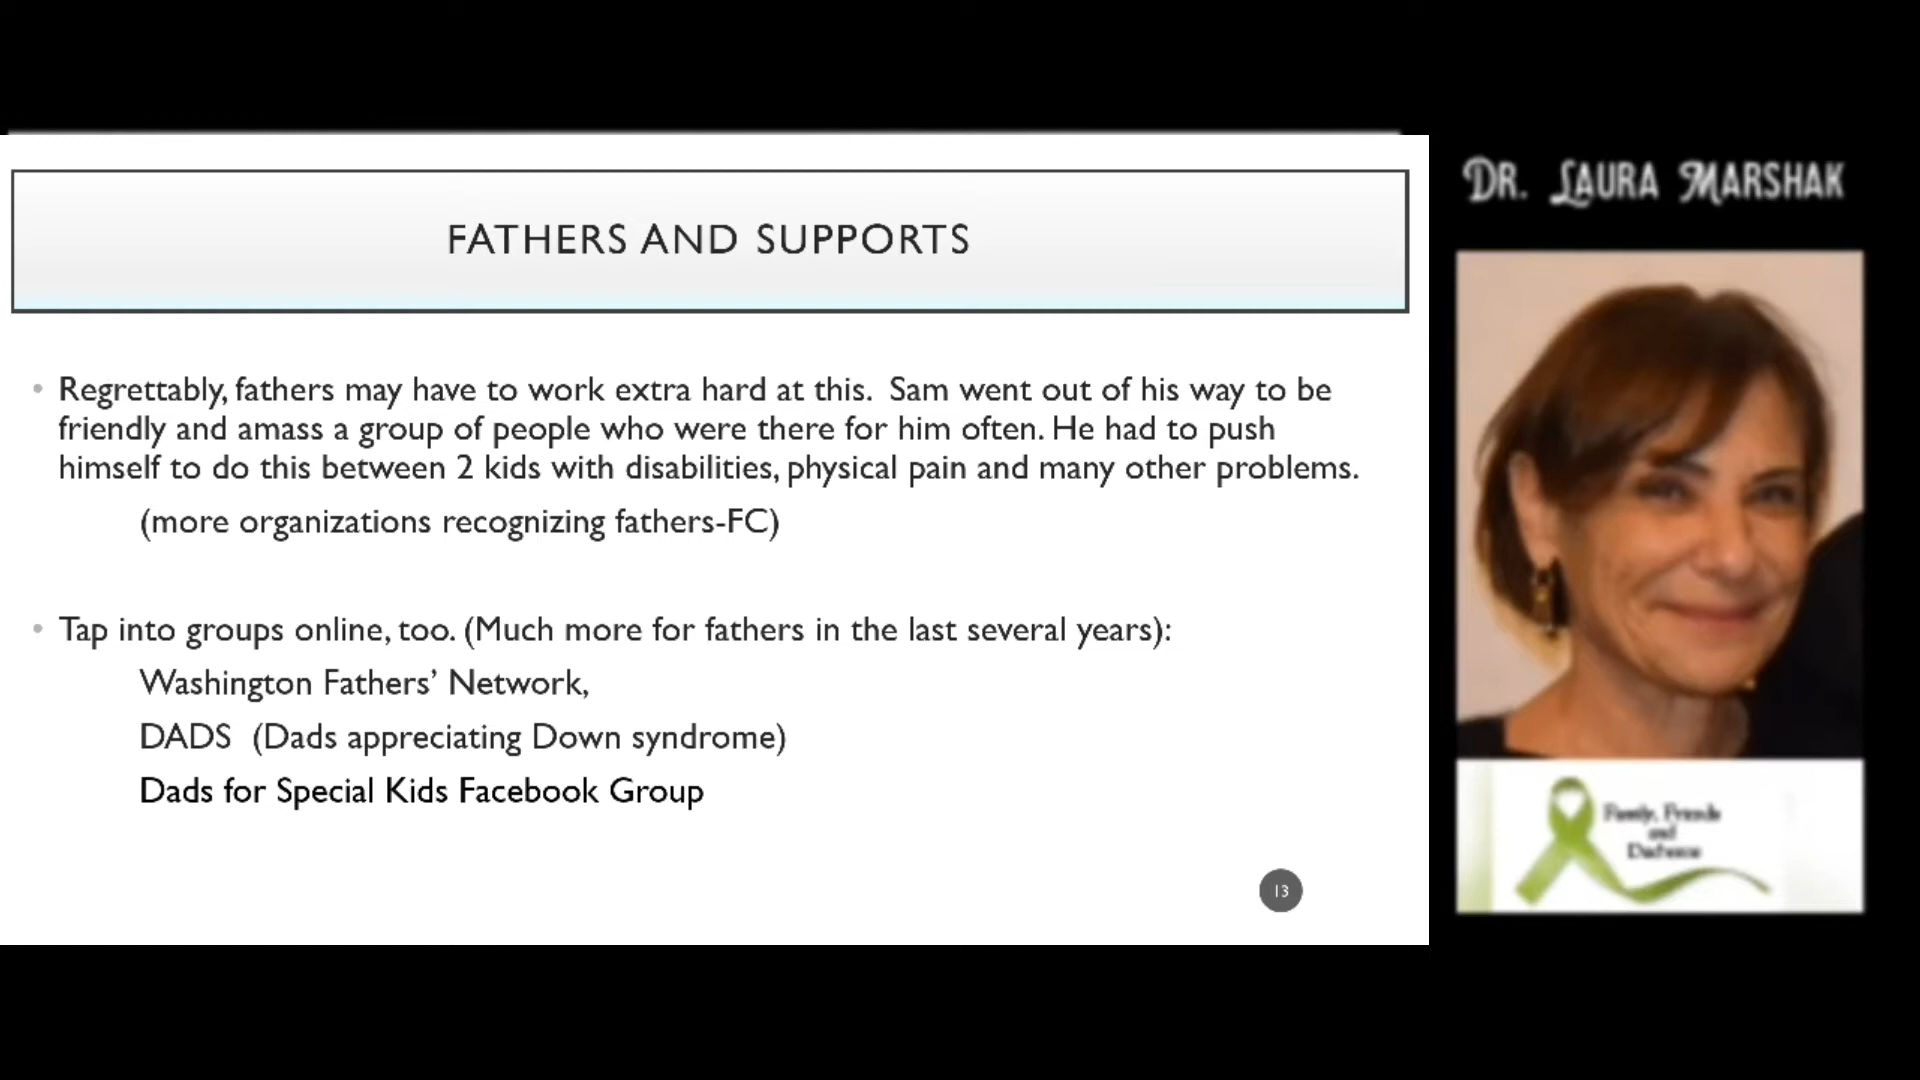 FATHERS AND SUPPORTS
• Regrettably, fathers may have to work extra hard at this. Sam went out of his way to be
friendly and amass a group of people who were there for him often. He had to push
himself to do this between 2 kids with disabilities, physical pain and many other problems.
(more organizations recognizing fathers-FC)
• Tap into groups online, too. (Much more for fathers in the last several years):
Washington Fathers’ Network,
DADS (Dads appreciating Down syndrome)
Dads for Special Kids Facebook Group
13
DR. LAURA MARSHAK
Family, Friends
and
Duchenne